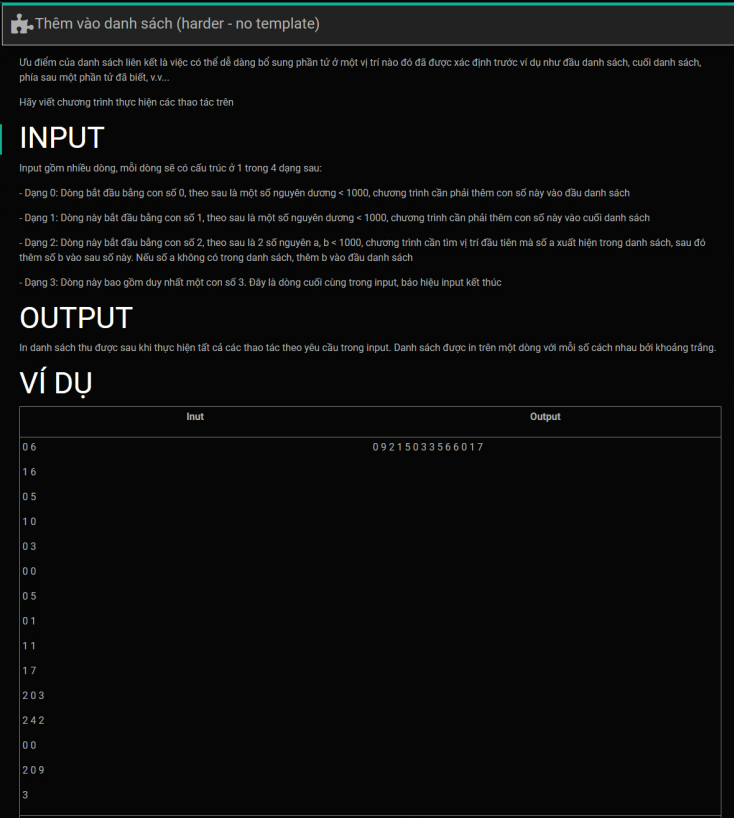 Thêm vào danh sách (harder - no template)
Ưu điểm của danh sách liên kết là việc có thể dễ dàng bổ sung phần tử ở một vị trí nào đó đã được xác định trước ví dụ như đầu danh sách, cuối danh sách,
phía sau một phần tử đã biết, v.v...
Hãy viết chương trình thực hiện các thao tác trên
INPUT
Input gồm nhiều dòng, mỗi dòng sẽ có cấu trúc ở 1 trong 4 dạng sau:
- Dạng 0: Dòng bắt đầu bằng con số 0, theo sau là một số nguyên dương < 1000, chương trình cần phải thêm con số này vào đầu danh sách
- Dạng 1: Dòng này bắt đầu bằng con số 1, theo sau là một số nguyên dương < 1000, chương trình cần phải thêm con số này vào cuối danh sách
- Dạng 2: Dòng này bắt đầu bằng con số 2, theo sau là 2 số nguyên a, b < 1000, chương trình cần tìm vị trí đầu tiên mà số a xuất hiện trong danh sách, sau đó
thêm số b vào sau số này. Nếu số a không có trong danh sách, thêm b vào đầu danh sách
- Dạng 3: Dòng này bao gồm duy nhất một con số 3. Đây là dòng cuối cùng trong input, báo hiệu input kết thúc
OUTPUT
In danh sách thu được sau khi thực hiện tất cả các thao tác theo yêu cầu trong input. Danh sách được in trên một dòng với mỗi số cách nhau bởi khoảng trắng.
VÍ DỤ
Inut Output
0 6 0 9 2 1 5 0 3 3 5 6 6 0 1 7
1 6
0 5
1 0
0 3
0 0
0 5
0 1
1 1
1 7
2 0 3
2 4 2
0 0
2 0 9
3